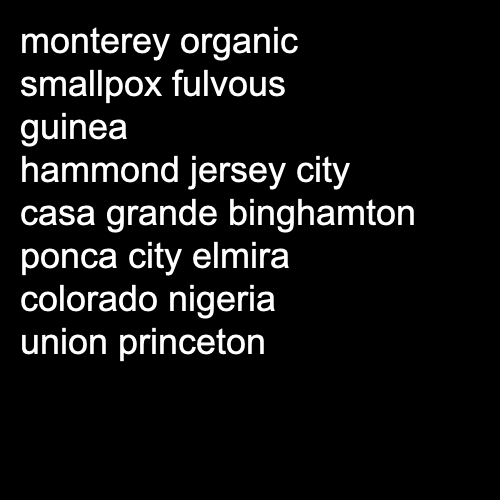 monterey organic
smallpox fulvous
guinea
hammond jersey city
casa grande binghamton
ponca city elmira
colorado nigeria
union princeton